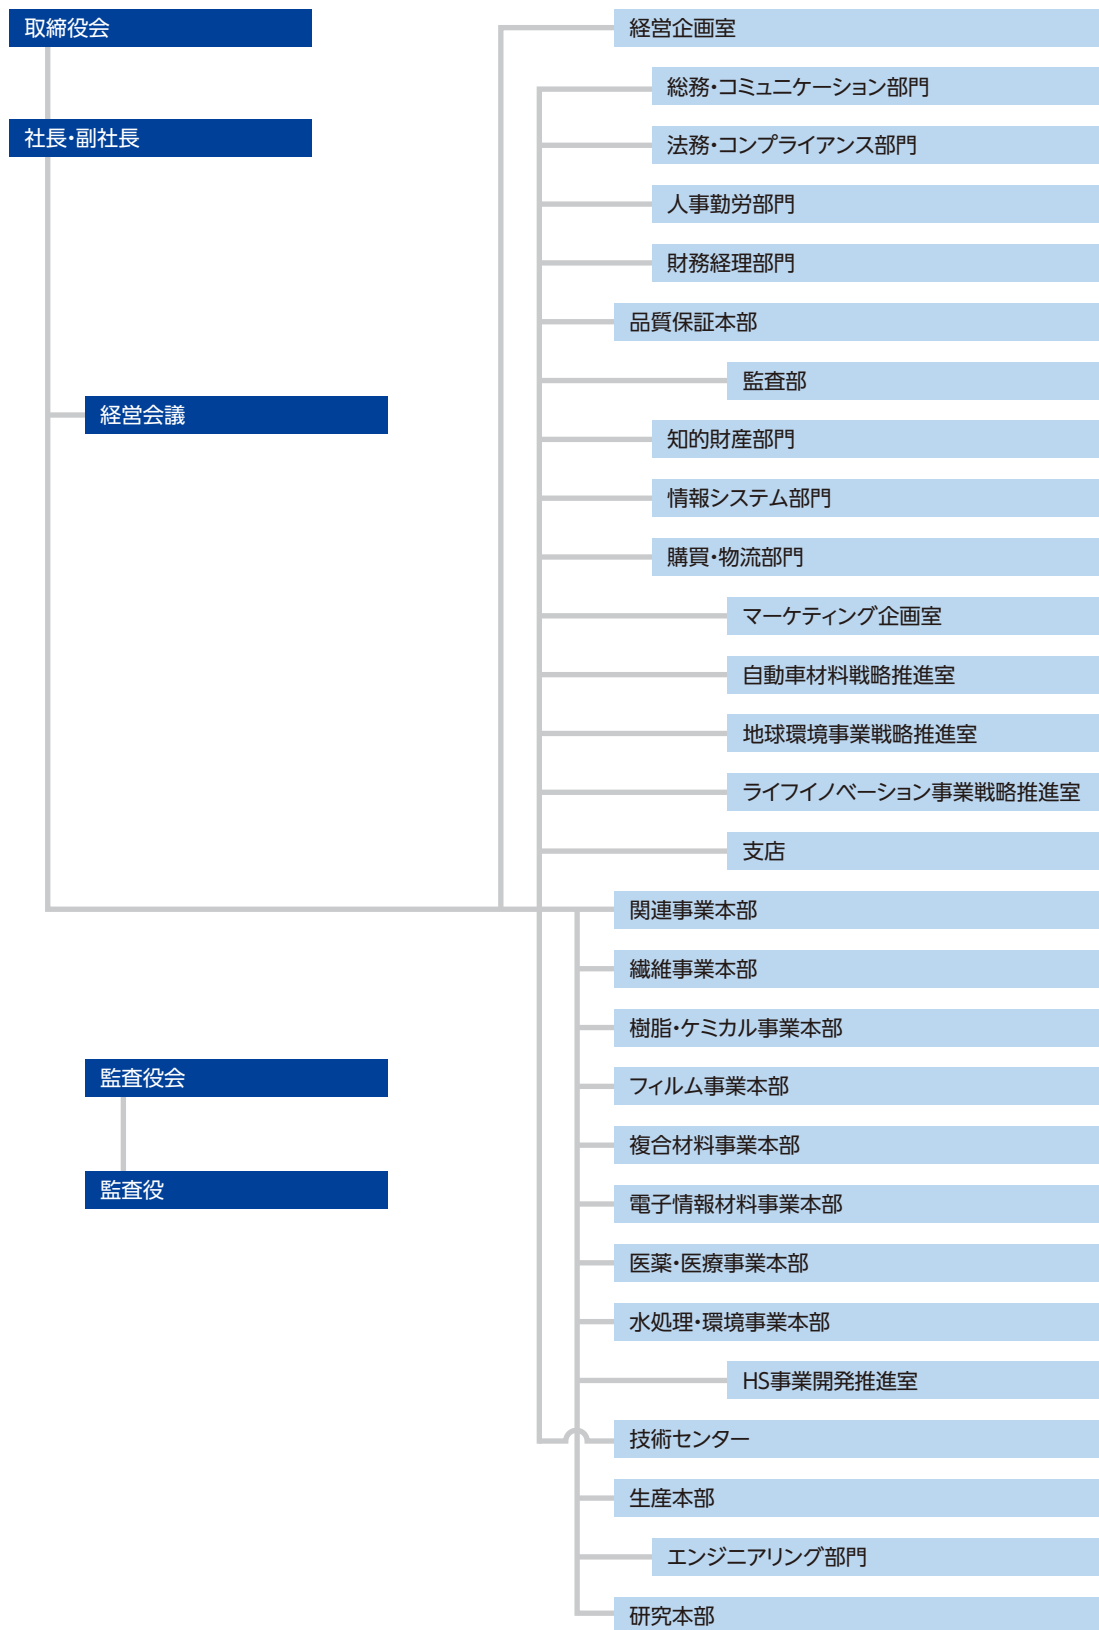 取締役会
社長・副社長
経営会議
監査役会
監査役
経営企画室
総務・コミュニケーション部門
法務・コンプライアンス部門
人事勤労部門
財務経理部門
品質保証本部
監査部
知的財産部門
情報システム部門
購買・物流部門
マーケティング企画室
自動車材料戦略推進室
地球環境事業戦略推進室
ライフイノベーション事業戦略推進室
支店
関連事業本部
繊維事業本部
樹脂・ケミカル事業本部
フィルム事業本部
複合材料事業本部
電子情報材料事業本部
医薬・医療事業本部
水処理・環境事業本部
HS事業開発推進室
技術センター
生産本部
エンジニアリング部門
研究本部